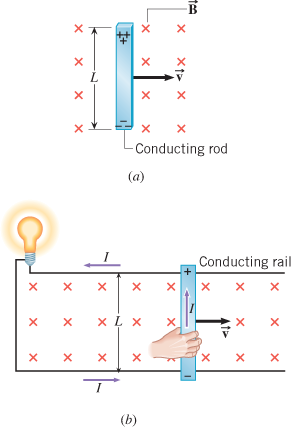 B
L
++
+
v
– –
–
Conducting rod
(a)
I
+
Conducting rail
L
I
v
–
I
(b)